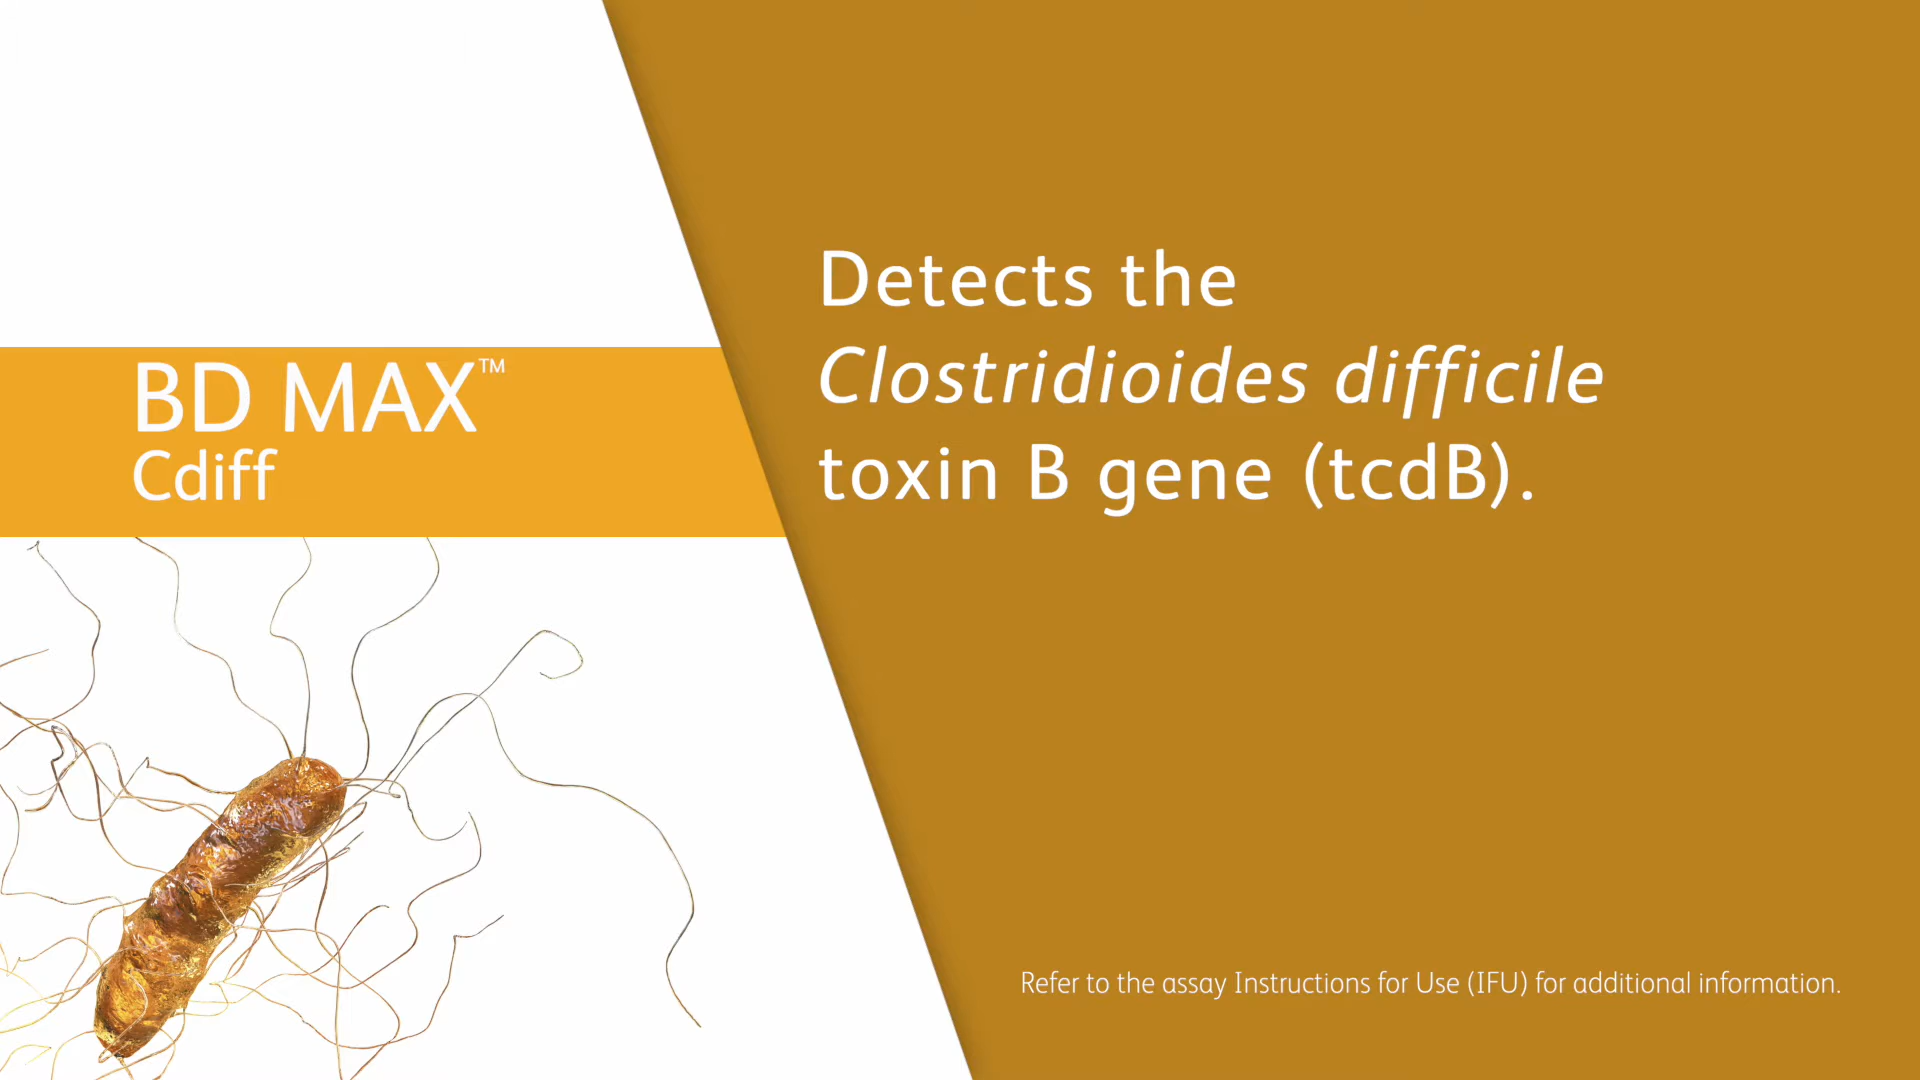 BD MAX™
Cdiff
Detects the
Clostridioides difficile
toxin B gene (tcdB).
Refer to the assay Instructions for Use (IFU) for additional information.